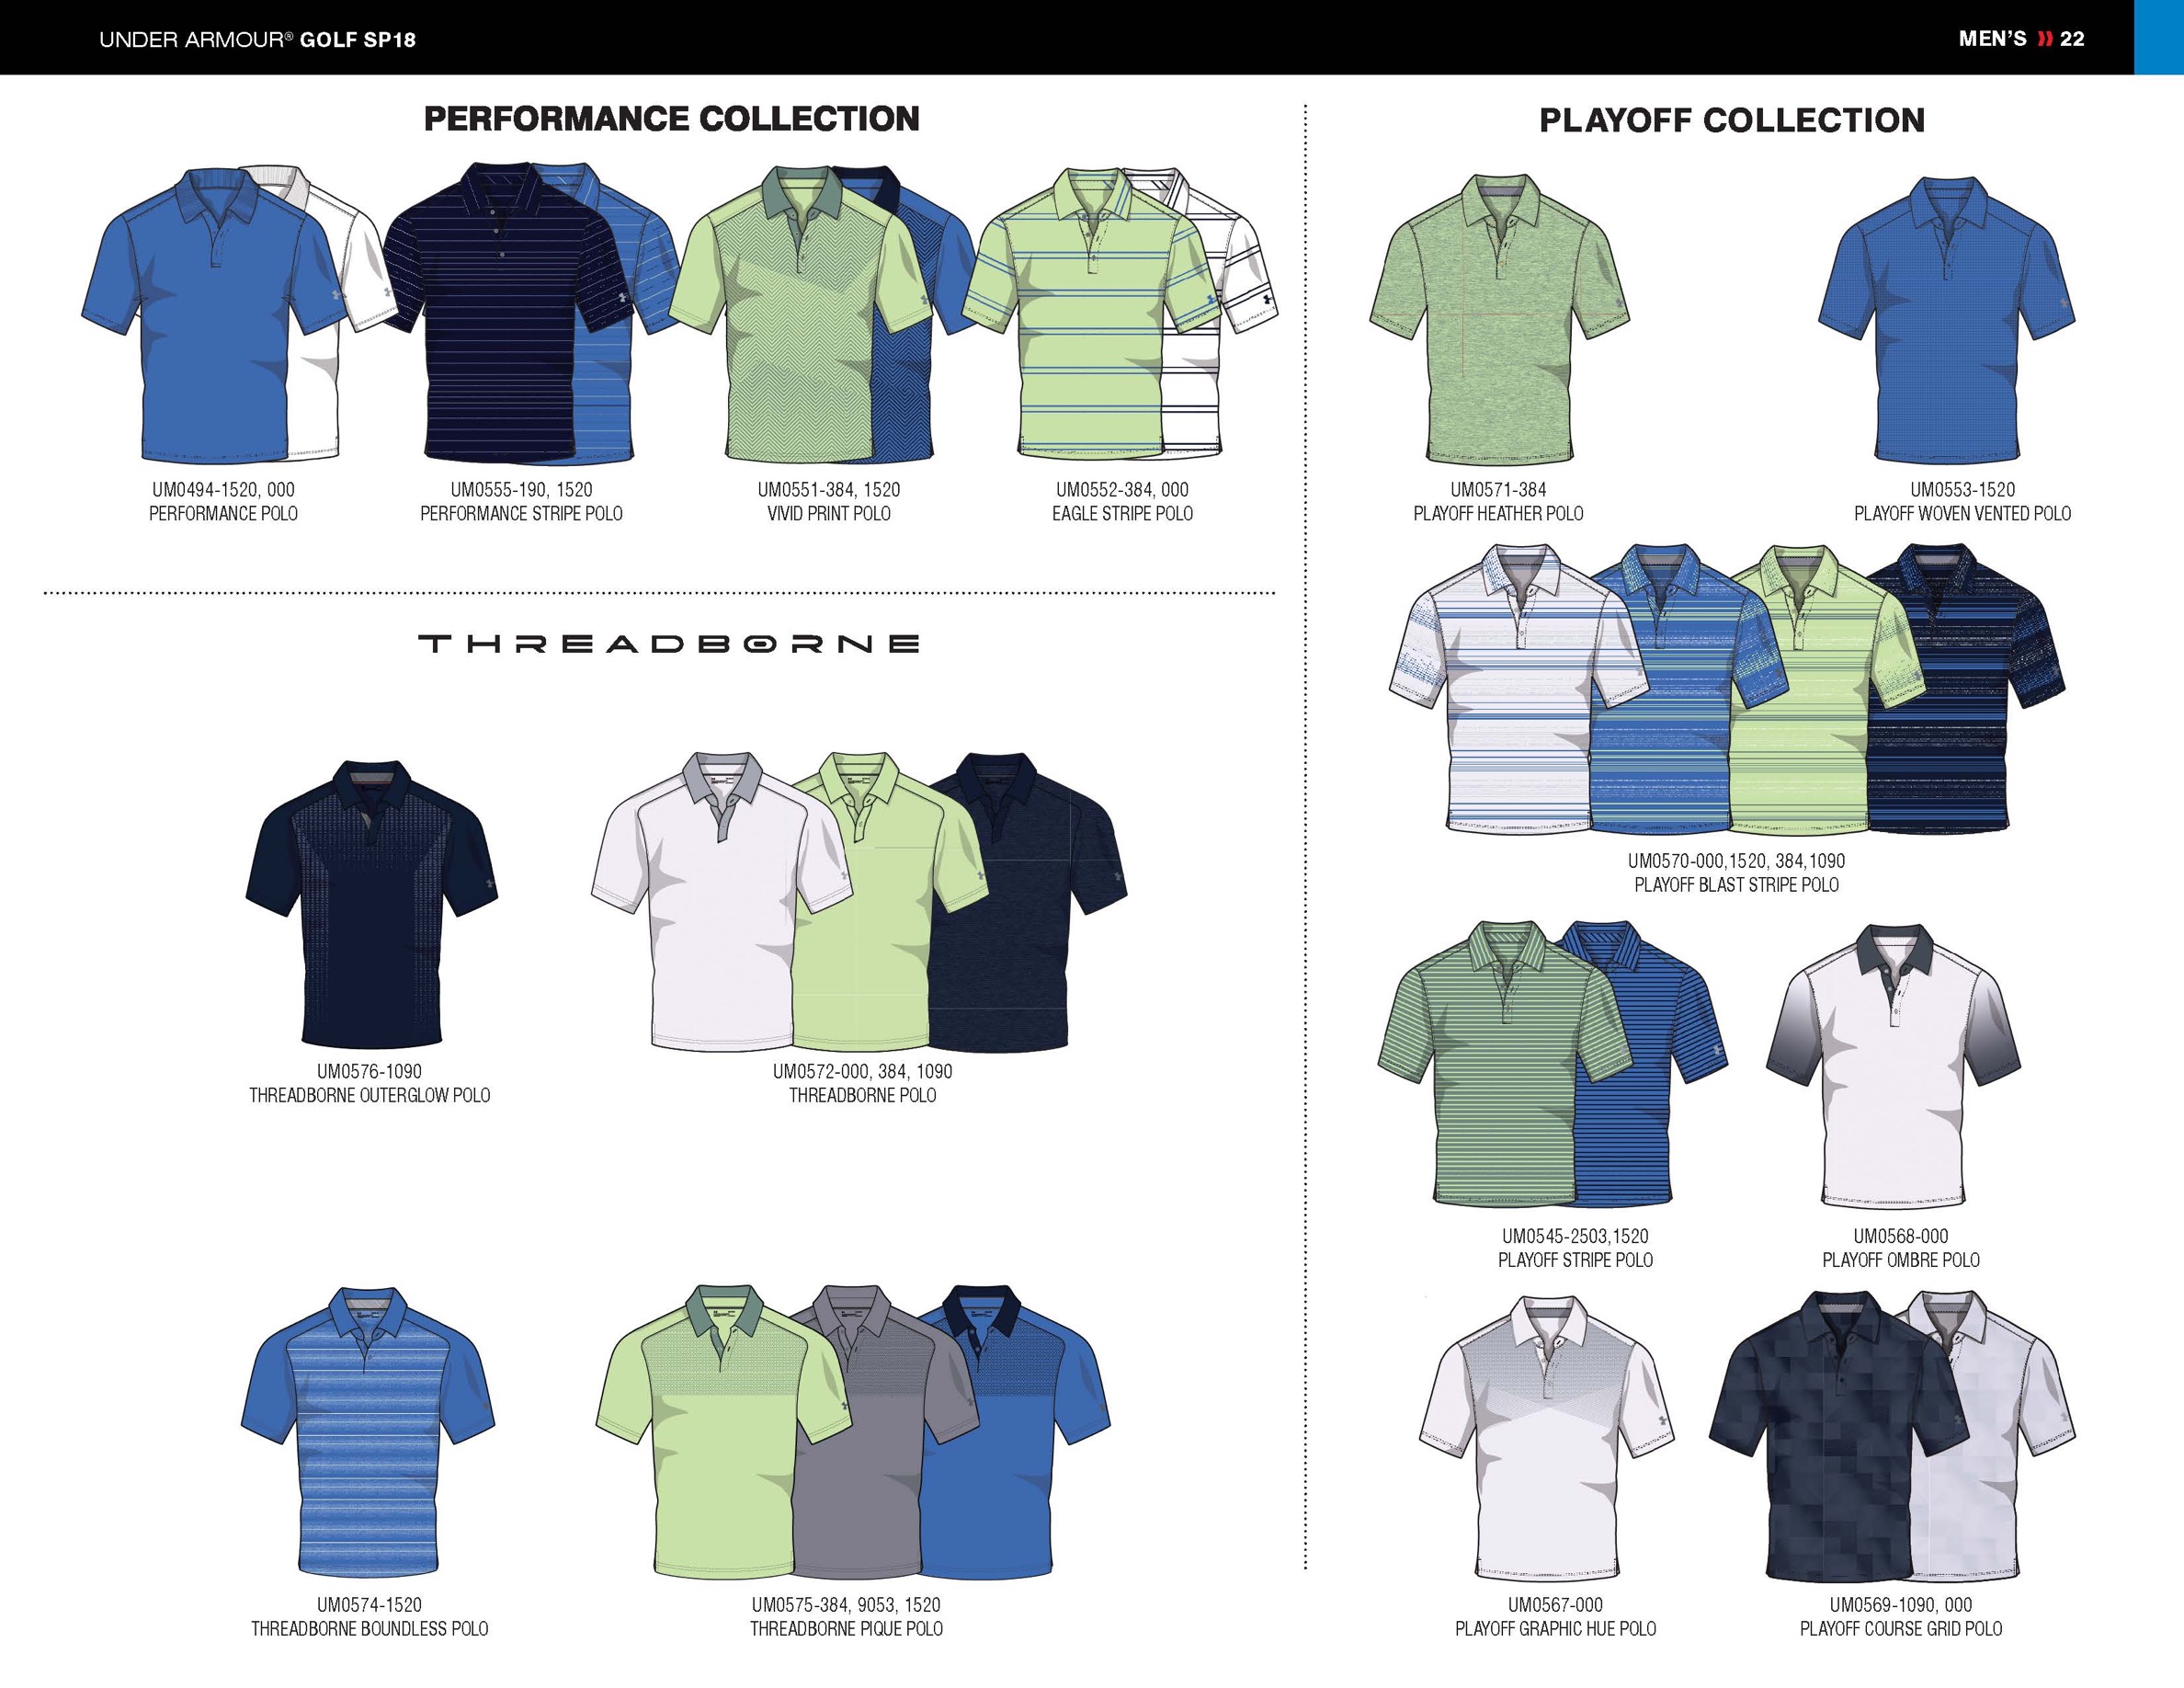 UNDER ARMOUR® GOLF SP18
MEN'S 22
PERFORMANCE COLLECTION
UM0494-1520, 000
PERFORMANCE POLO
UM0555-190, 1520
PERFORMANCE STRIPE POLO
UM0551-384, 1520
VIVID PRINT POLO
UM0552-384, 000
EAGLE STRIPE POLO
THREADBORNE
UM0576-1090
THREADBORNE OUTERGLOW POLO
UM0572-000, 384, 1090
THREADBORNE POLO
UM0574-1520
THREADBORNE BOUNDLESS POLO
UM0575-384, 9053, 1520
THREADBORNE PIQUE POLO
PLAYOFF COLLECTION
UM0571-384
PLAYOFF HEATHER POLO
UM0553-1520
PLAYOFF WOVEN VENTED POLO
UM0570-000,1520, 384,1090
PLAYOFF BLAST STRIPE POLO
UM0545-2503,1520
PLAYOFF STRIPE POLO
UM0568-000
PLAYOFF OMBRE POLO
UM0567-000
PLAYOFF GRAPHIC HUE POLO
UM0569-1090, 000
PLAYOFF COURSE GRID POLO